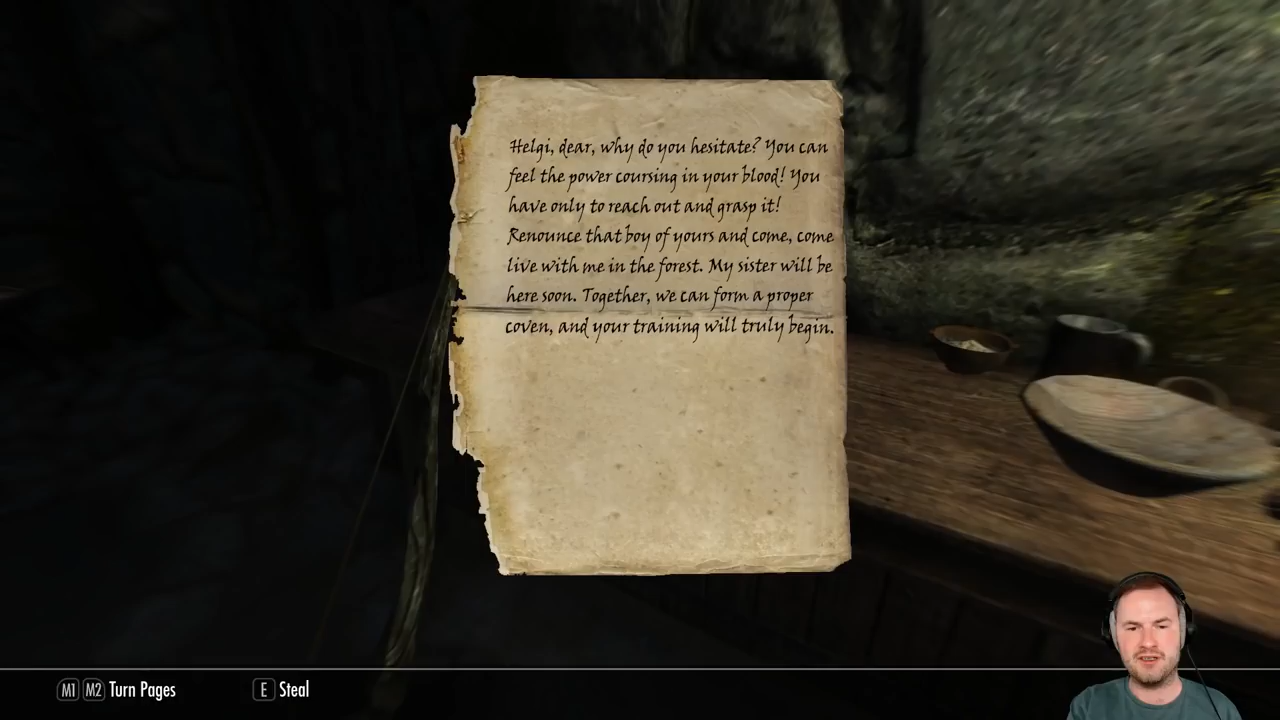 Helgi, dear, why do you hesitate? You can
feel the power coursing in your blood! You
have only to reach out and grasp it!
Renounce that boy of yours and come, come
live with me in the forest. My sister will be
here soon. Together, we can form a proper
coven, and your training will truly begin.
M1 M2 Turn Pages E Steal